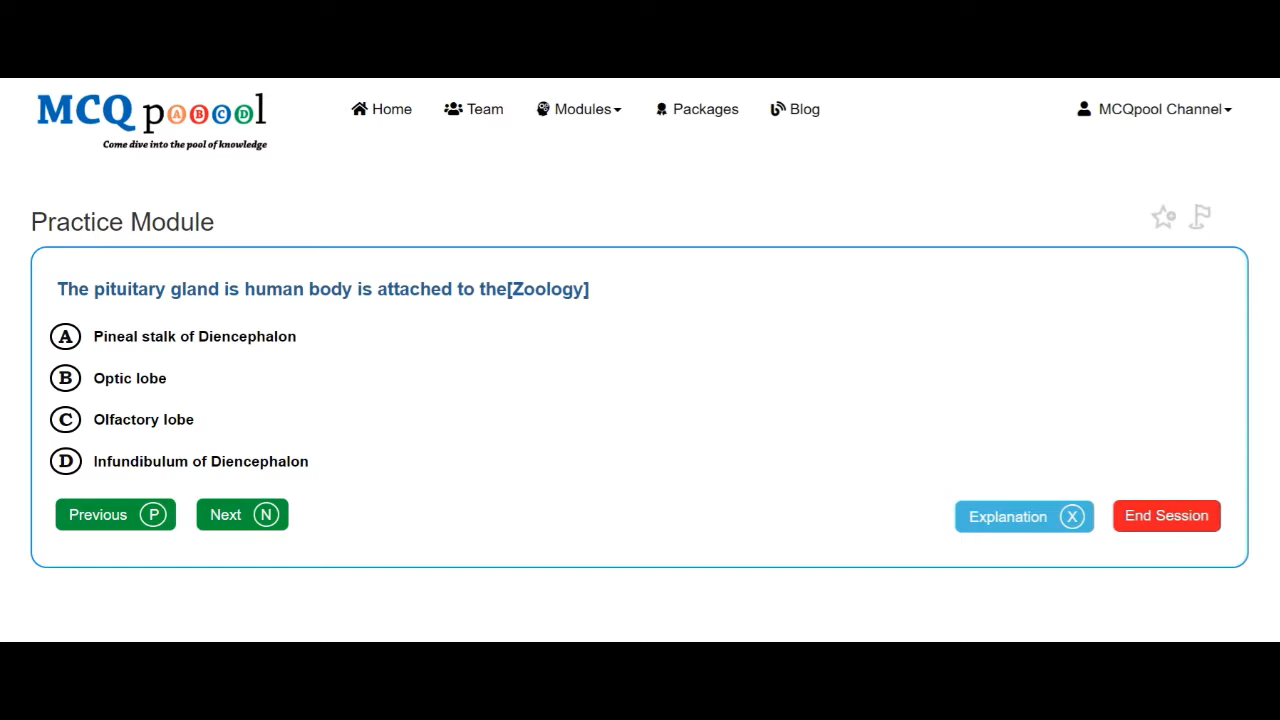 MCQ pABCDl
Come dive into the pool of knowledge
Home Team Modules Packages Blog MCQpool Channel
Practice Module
The pituitary gland is human body is attached to the[Zoology]
A Pineal stalk of Diencephalon
B Optic lobe
C Olfactory lobe
D Infundibulum of Diencephalon
Previous P Next N Explanation X End Session